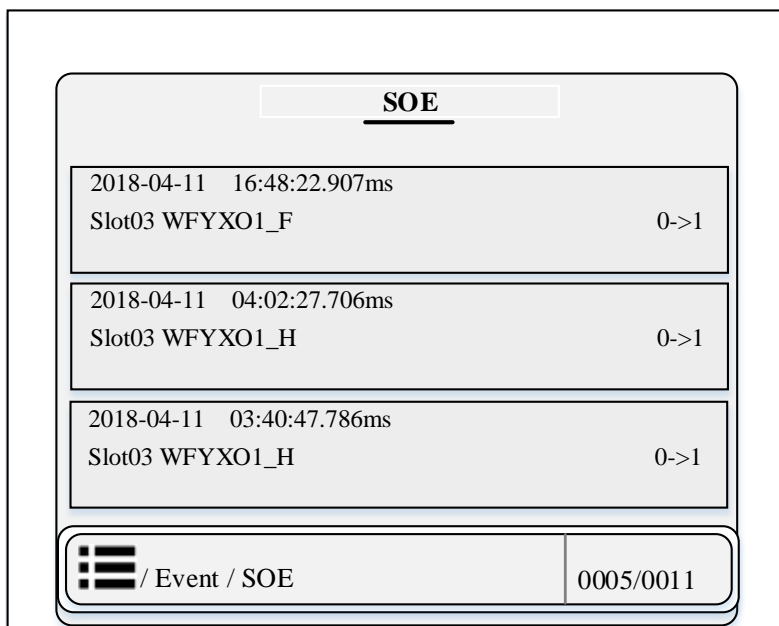 SOE
2018-04-11 16:48:22.907ms
Slot03 WFYXO1_F 0->1
2018-04-11 04:02:27.706ms
Slot03 WFYXO1_H 0->1
2018-04-11 03:40:47.786ms
Slot03 WFYXO1_H 0->1
/ Event / SOE 0005/0011